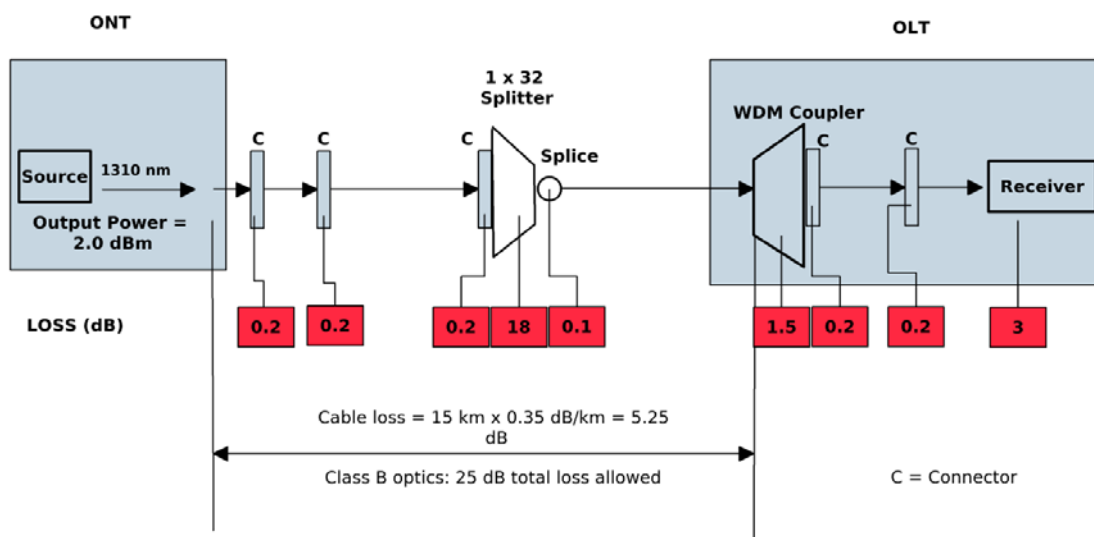 ONT
OLT
1 x 32
Splitter
WDM Coupler
C
C
C
C
C
Splice
Source
1310 nm
Receiver
Output Power =
2.0 dBm
LOSS (dB)
0.2
0.2
0.2
18
0.1
1.5
0.2
0.2
3
Cable loss = 15 km x 0.35 dB/km = 5.25
dB
Class B optics: 25 dB total loss allowed
C = Connector